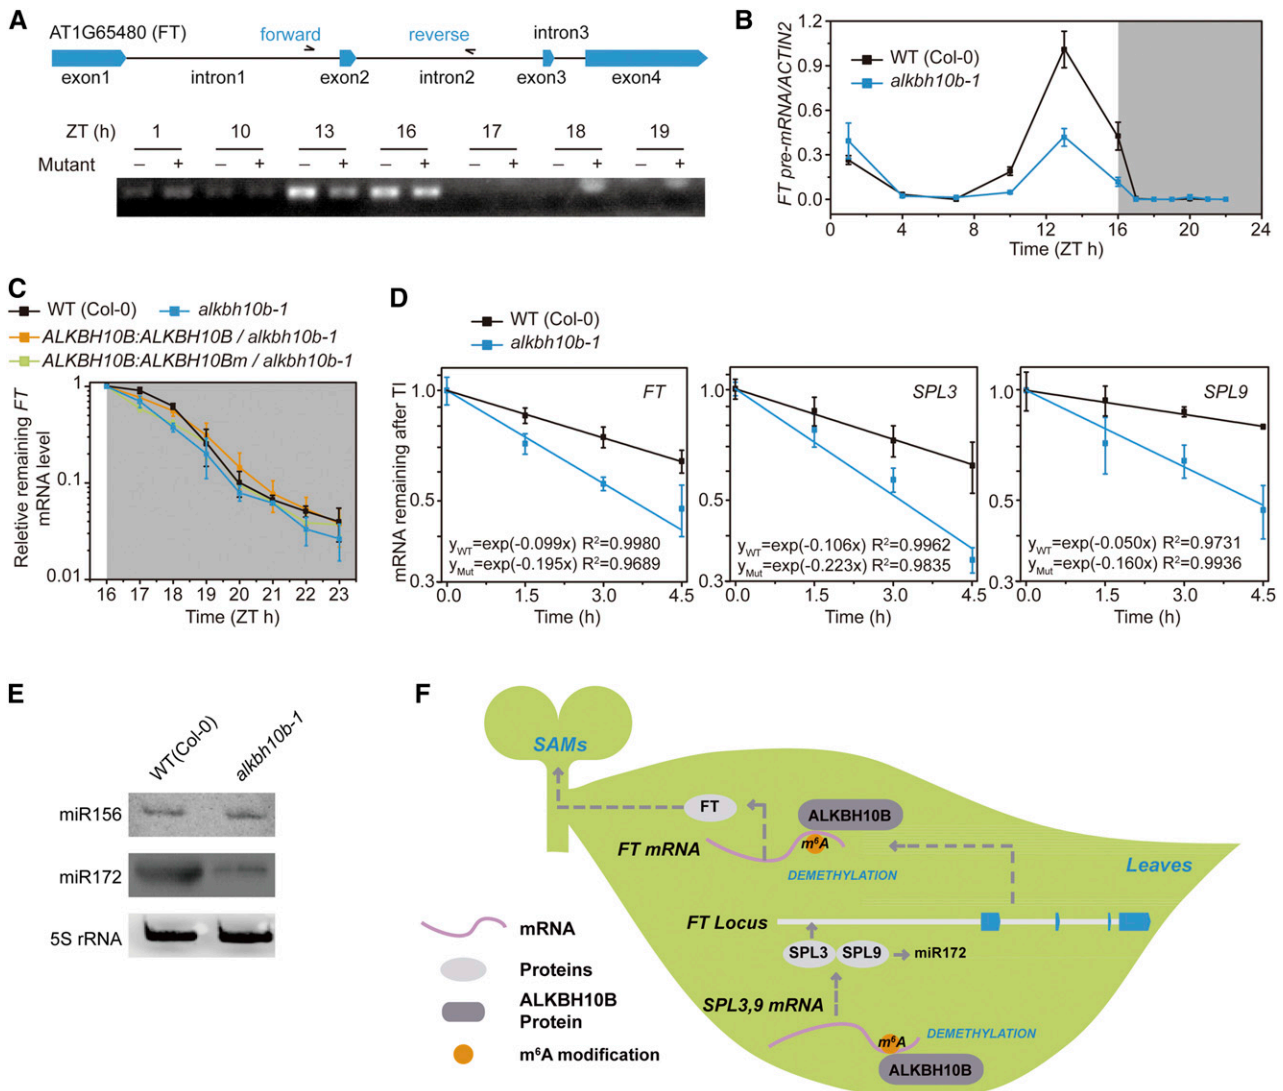 A
AT1G65480 (FT)
forward
reverse
intron3
exon1
intron1
exon2
intron2
exon3
exon4
ZT (h) 1 10 13 16 17 18 19
Mutant – + – + – + – + – + – + – +
B
WT (Col-0)
alkbh10b-1
FT pre-mRNA/ACTIN2
1.2
0.9
0.6
0.3
0.0
0 4 8 12 16 20 24
Time (ZT h)
C
WT (Col-0) alkbh10b-1
ALKBH10B:ALKBH10B / alkbh10b-1
ALKBH10B:ALKBH10Bm / alkbh10b-1
Reletive remaining FT
mRNA level
1
0.1
0.01
16 17 18 19 20 21 22 23
Time (ZT h)
D
WT (Col-0)
alkbh10b-1
mRNA remaining after TI
1.0
0.5
0.3
FT
yWT=exp(-0.099x) R²=0.9980
yMut=exp(-0.195x) R²=0.9689
0.0 1.5 3.0 4.5
Time (h)
1.0
0.5
0.3
SPL3
yWT=exp(-0.106x) R²=0.9962
yMut=exp(-0.223x) R²=0.9835
0.0 1.5 3.0 4.5
Time (h)
1.0
0.5
0.3
SPL9
yWT=exp(-0.050x) R²=0.9731
yMut=exp(-0.160x) R²=0.9936
0.0 1.5 3.0 4.5
Time (h)
E
WT(Col-0)
alkbh10b-1
miR156
miR172
5S rRNA
F
SAMs
FT
ALKBH10B
FT mRNA
m⁶A
DEMETHYLATION
Leaves
FT Locus
SPL3 SPL9 miR172
SPL3,9 mRNA
m⁶A
DEMETHYLATION
ALKBH10B
mRNA
Proteins
ALKBH10B
Protein
m⁶A modification